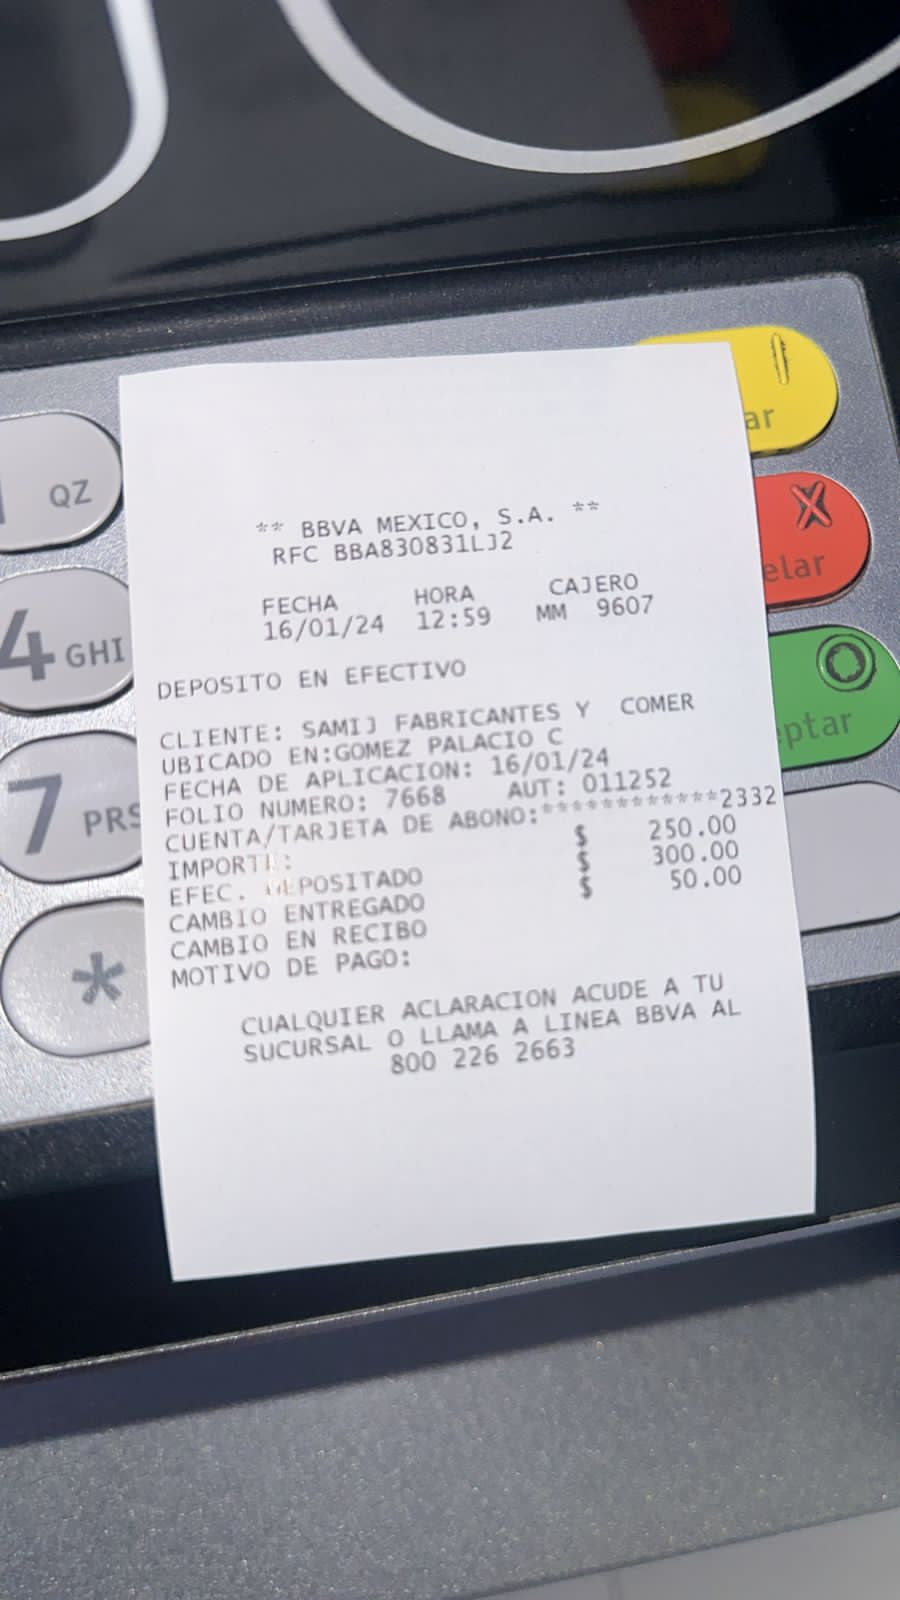 ** BBVA MEXICO, S.A. **
RFC BBA830831LJ2
FECHA HORA CAJERO
16/01/24 12:59 MM 9607
DEPOSITO EN EFECTIVO
CLIENTE: SAMIJ FABRICANTES Y COMER
UBICADO EN:GOMEZ PALACIO C
FECHA DE APLICACION: 16/01/24
FOLIO NUMERO: 7668 AUT: 011252
CUENTA/TARJETA DE ABONO:************2332
IMPORTE: $ 250.00
EFEC. DEPOSITADO $ 300.00
CAMBIO ENTREGADO $ 50.00
CAMBIO EN RECIBO
MOTIVO DE PAGO:
CUALQUIER ACLARACION ACUDE A TU
SUCURSAL O LLAMA A LINEA BBVA AL
800 226 2663
QZ
4 GHI
7 PRS
*
ar
elar
eptar